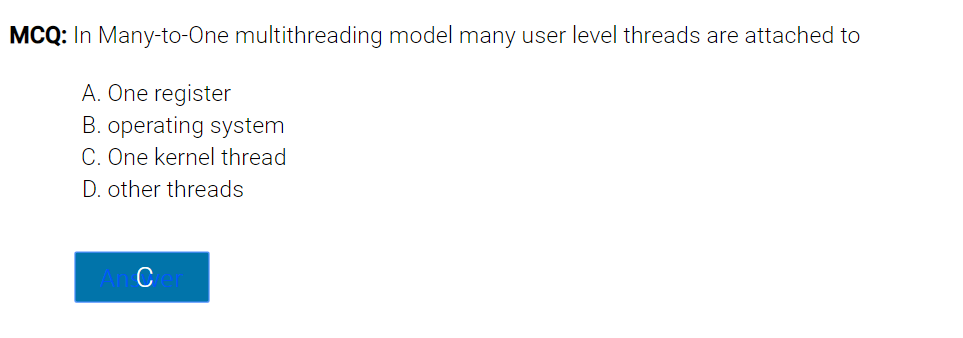 MCQ: In Many-to-One multithreading model many user level threads are attached to
A. One register
B. operating system
C. One kernel thread
D. other threads
Answer
C